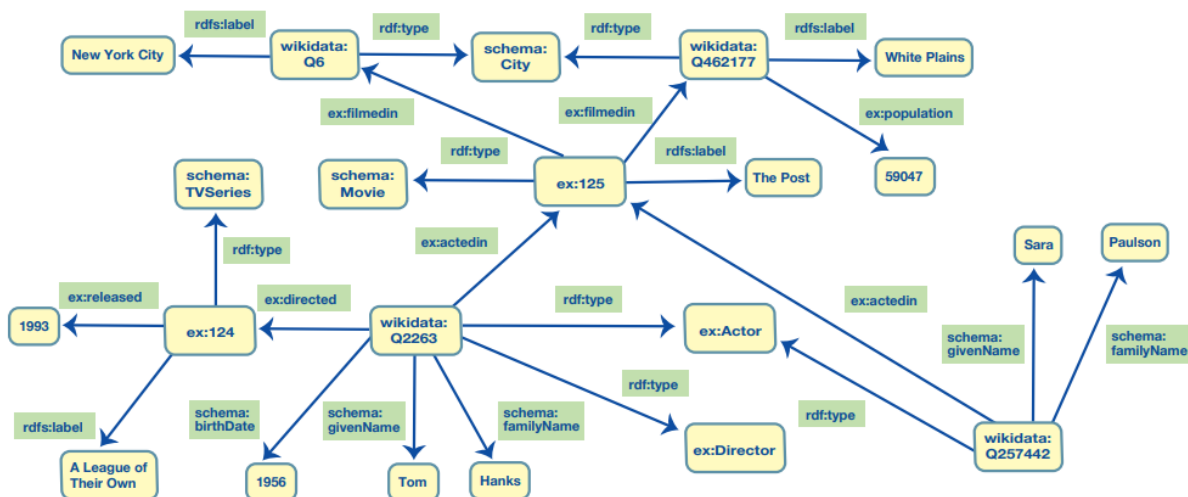 rdfs:label
wikidata:
Q6
rdf:type
schema:
City
rdf:type
wikidata:
Q462177
rdfs:label
New York City
White Plains
ex:filmedin
ex:filmedin
ex:population
schema:
TVSeries
schema:
Movie
rdf:type
ex:125
rdfs:label
The Post
59047
rdf:type
ex:actedin
Sara
Paulson
ex:released
1993
ex:124
ex:directed
wikidata:
Q2263
rdf:type
ex:Actor
ex:actedin
schema:
givenName
schema:
familyName
rdfs:label
schema:
birthDate
schema:
givenName
schema:
familyName
rdf:type
rdf:type
A League of
Their Own
1956
Tom
Hanks
ex:Director
wikidata:
Q257442